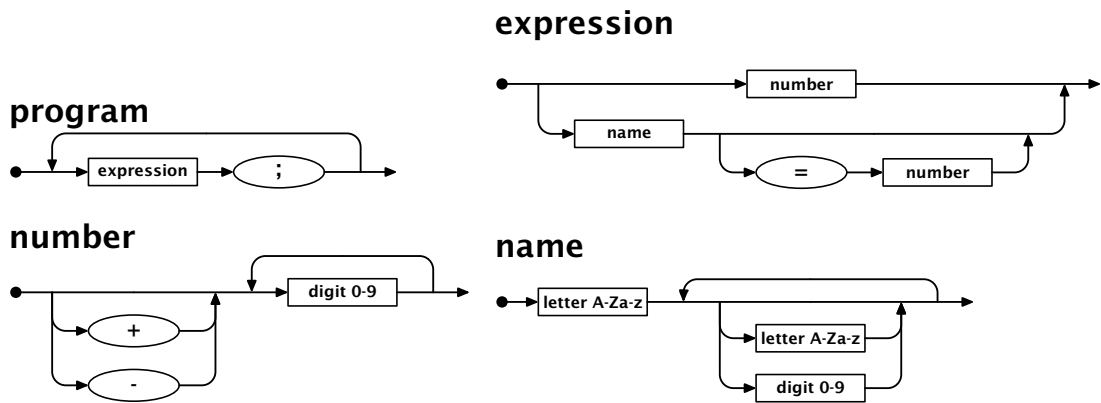 expression
number
program
name
expression
;
=
number
number
name
digit 0-9
letter A-Za-z
+
letter A-Za-z
-
digit 0-9